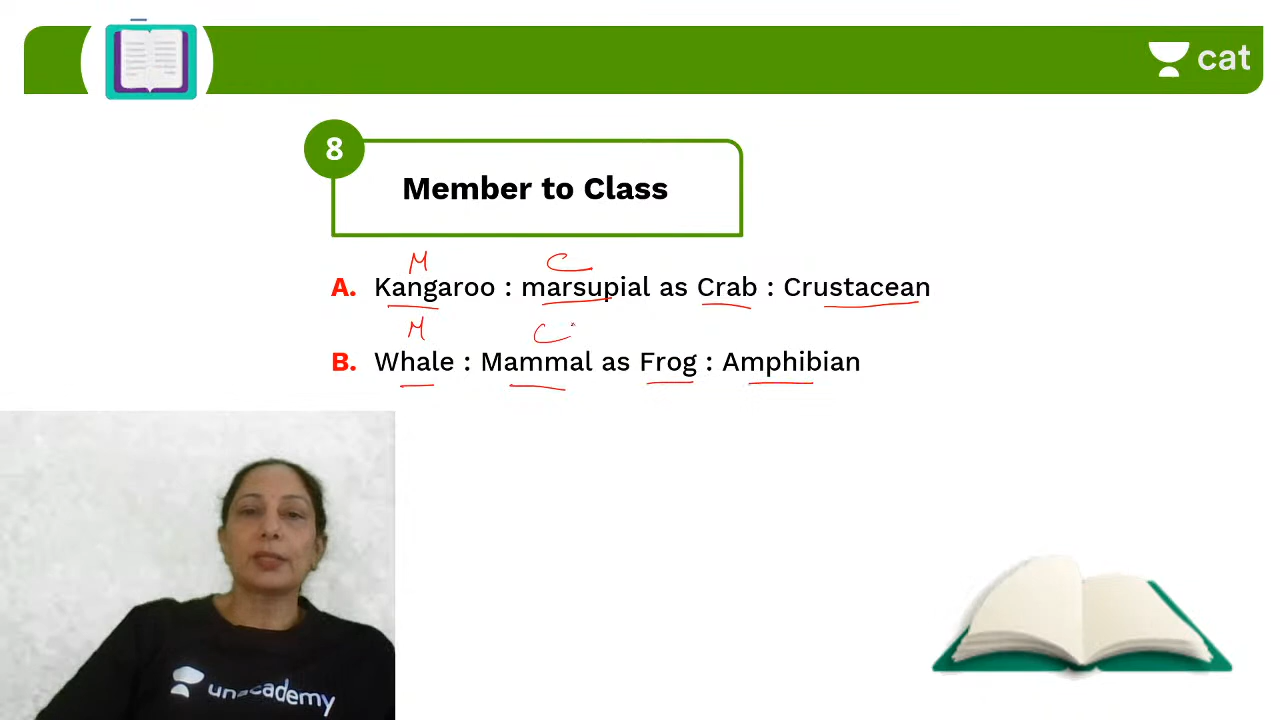 cat
8
Member to Class
M C
A. Kangaroo : marsupial as Crab : Crustacean
M C
B. Whale : Mammal as Frog : Amphibian
unacademy